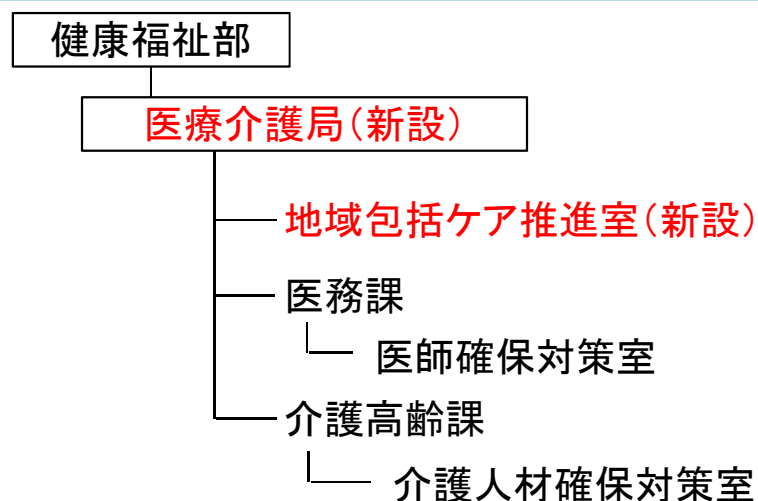 健康福祉部
医療介護局(新設)
地域包括ケア推進室(新設)
医務課
医師確保対策室
介護高齢課
介護人材確保対策室